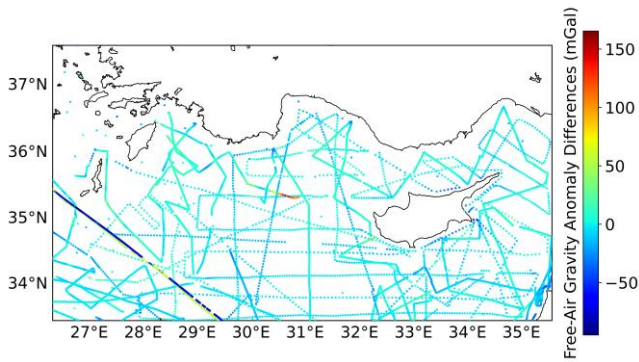 37°N
36°N
35°N
34°N
27°E 28°E 29°E 30°E 31°E 32°E 33°E 34°E 35°E
150
100
50
0
−50
Free-Air Gravity Anomaly Differences (mGal)